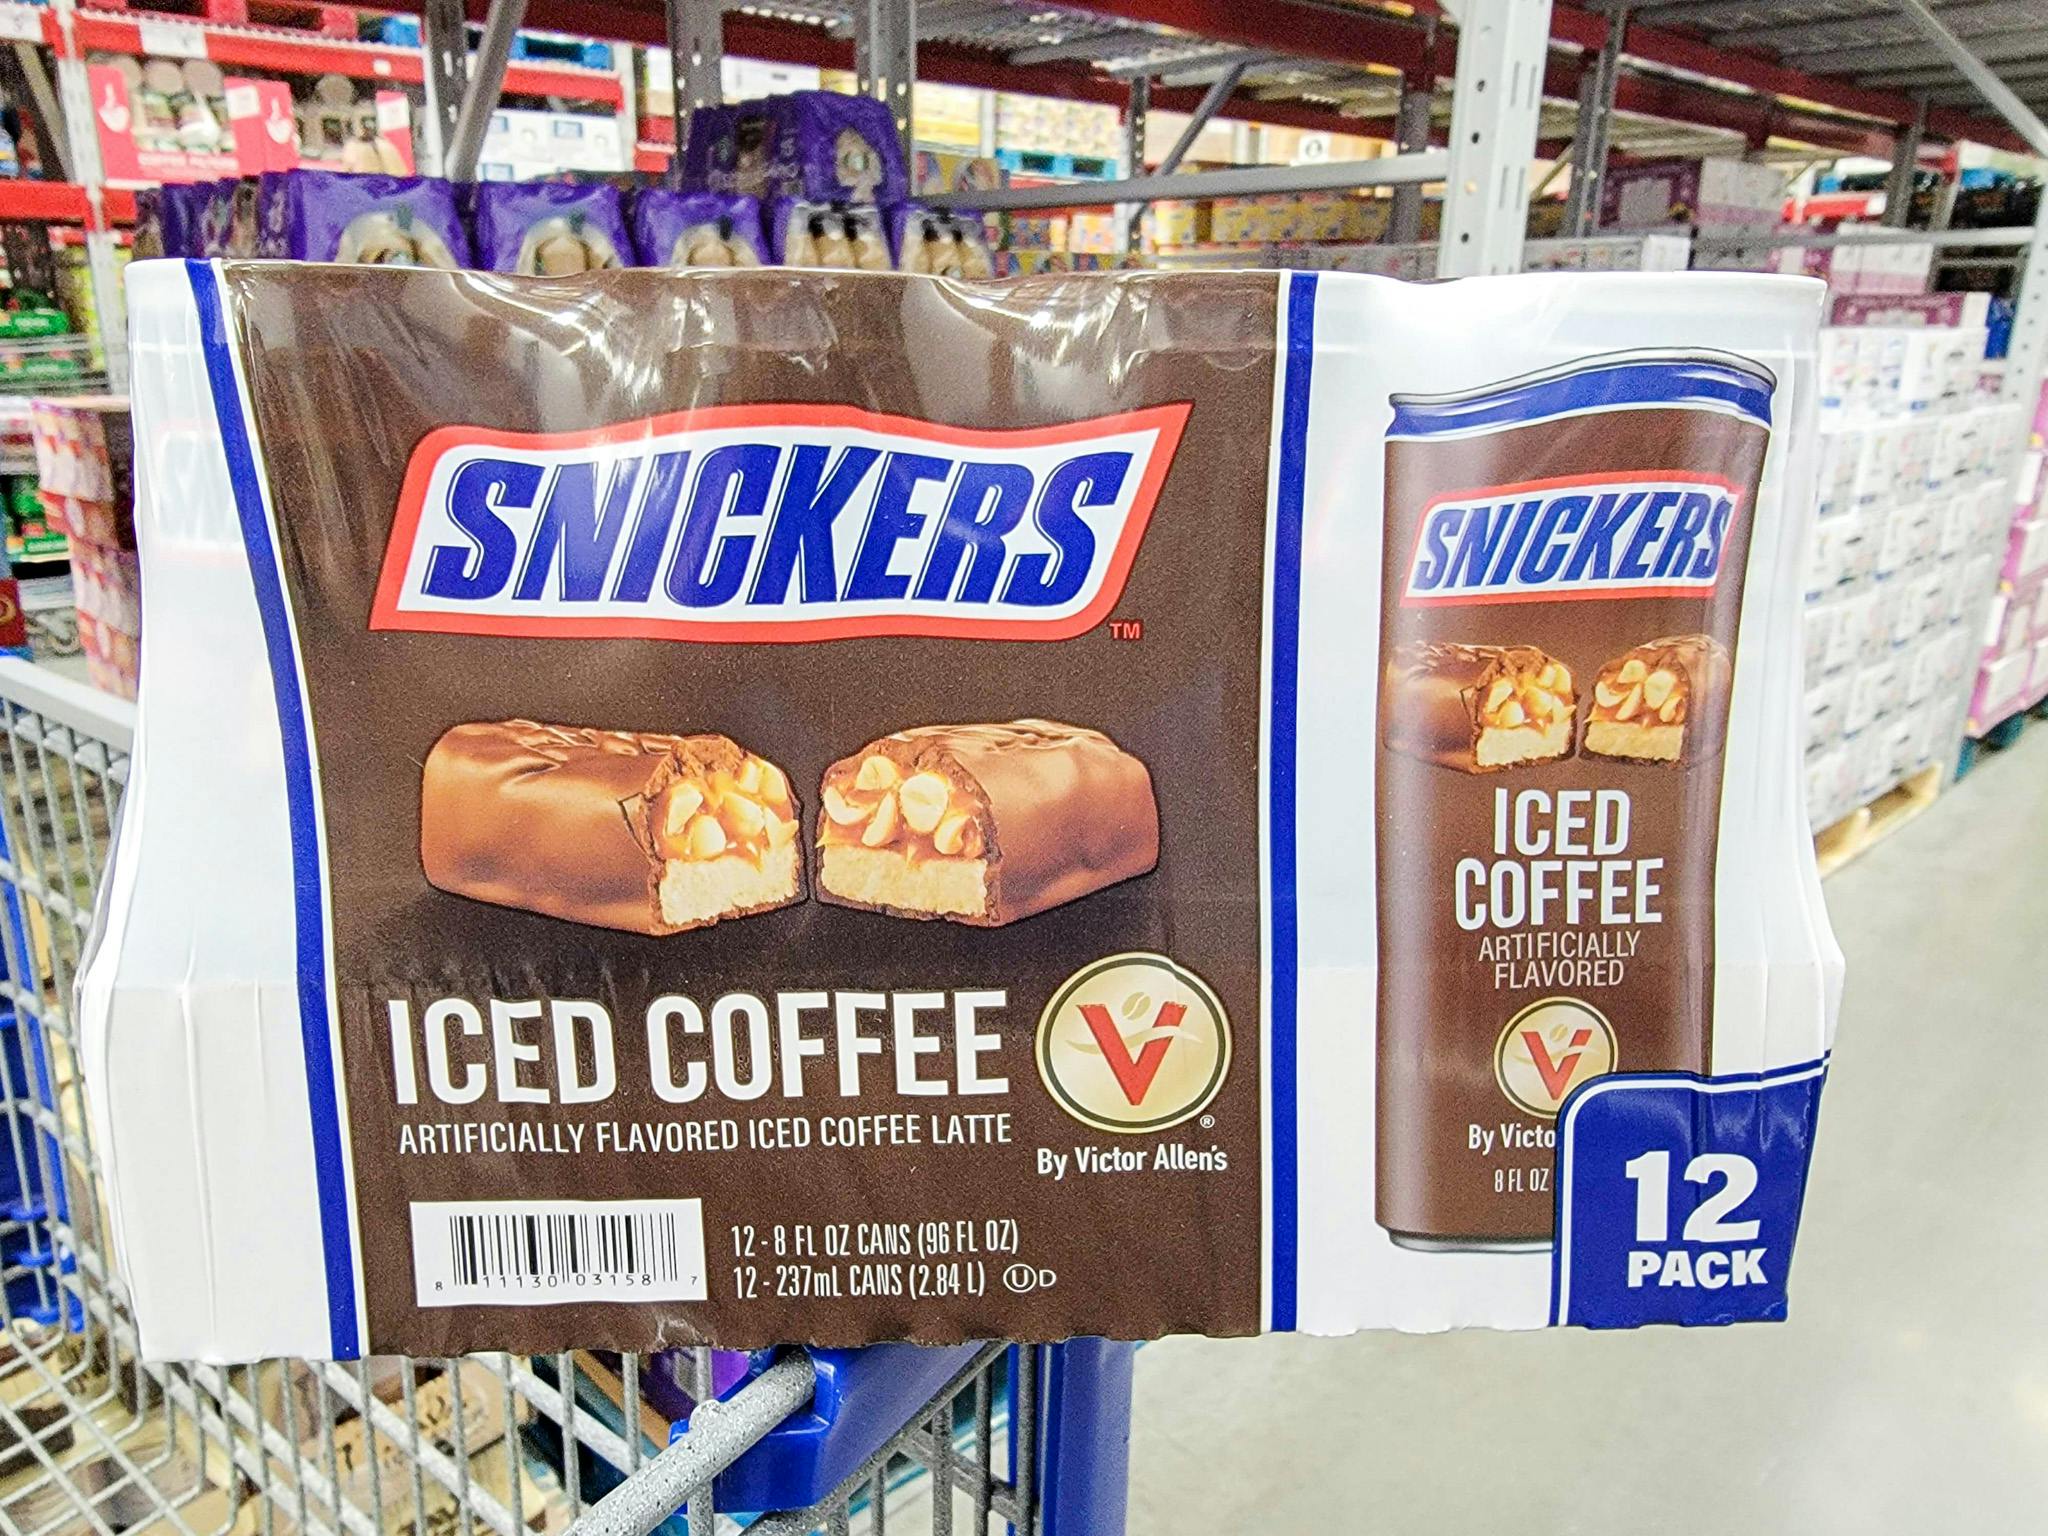 SNICKERS
TM
ICED COFFEE
ARTIFICIALLY FLAVORED ICED COFFEE LATTE
V
®
By Victor Allen's
8 11130 03158 7
12 - 8 FL OZ CANS (96 FL OZ)
12 - 237mL CANS (2.84 L) Ⓤ D
SNICKERS
ICED
COFFEE
ARTIFICIALLY
FLAVORED
V
By Victo
8 FL OZ
12
PACK